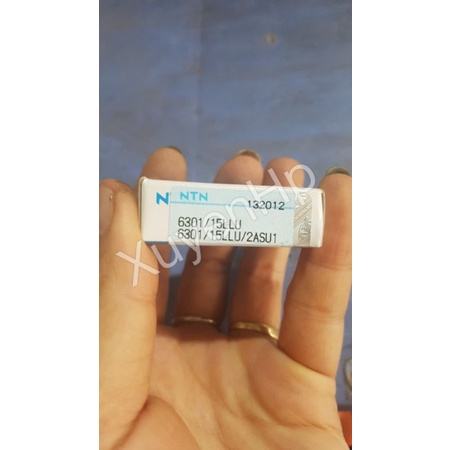 N NTN 132012
6301/15LLU
6301/15LLU/2ASU1
XuyenHp